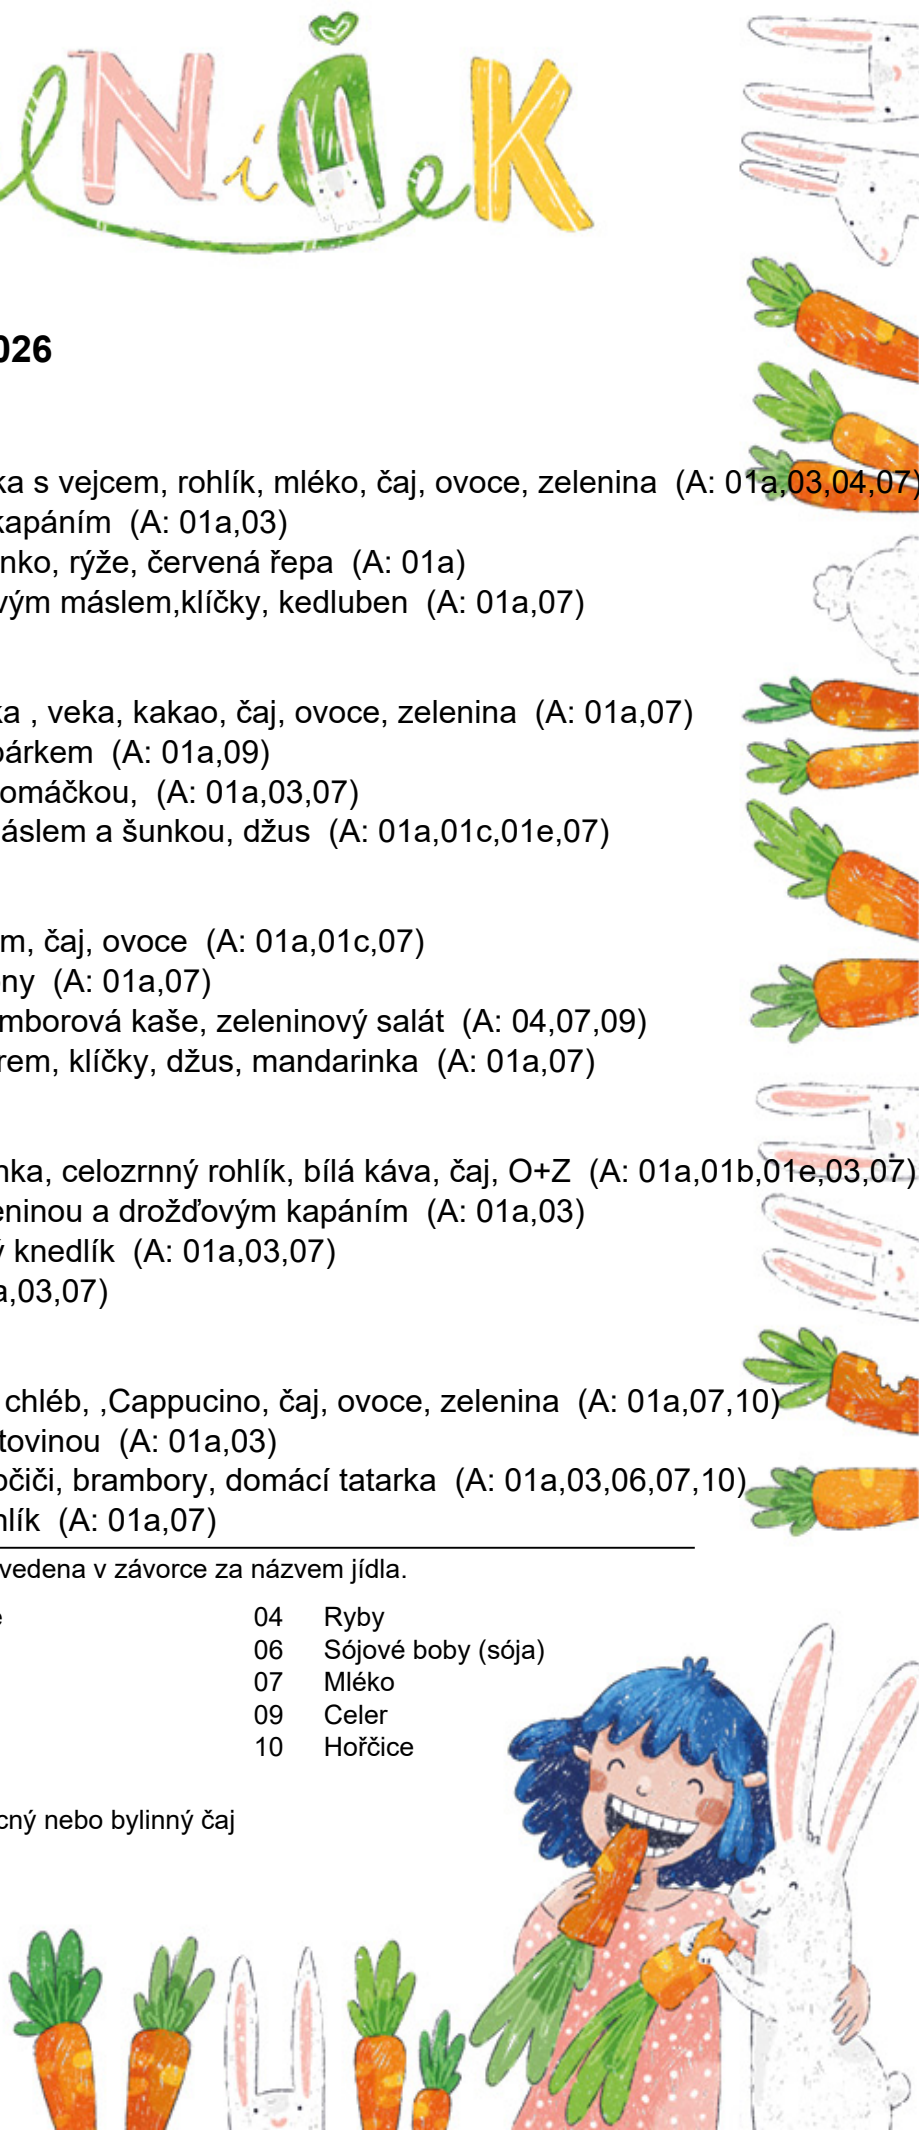 lNíČeK
026
ka s vejcem, rohlík, mléko, čaj, ovoce, zelenina (A: 01a,03,04,07)
kapáním (A: 01a,03)
nko, rýže, červená řepa (A: 01a)
vým máslem,klíčky, kedluben (A: 01a,07)
ka , veka, kakao, čaj, ovoce, zelenina (A: 01a,07)
párkem (A: 01a,09)
omáčkou, (A: 01a,03,07)
áslem a šunkou, džus (A: 01a,01c,01e,07)
m, čaj, ovoce (A: 01a,01c,07)
ny (A: 01a,07)
mborová kaše, zeleninový salát (A: 04,07,09)
rem, klíčky, džus, mandarinka (A: 01a,07)
nka, celozrnný rohlík, bílá káva, čaj, O+Z (A: 01a,01b,01e,03,07)
eninou a drožďovým kapáním (A: 01a,03)
ý knedlík (A: 01a,03,07)
a,03,07)
chléb, ,Cappucino, čaj, ovoce, zelenina (A: 01a,07,10)
tovinou (A: 01a,03)
očiči, brambory, domácí tatarka (A: 01a,03,06,07,10)
hlík (A: 01a,07)
vedena v závorce za názvem jídla.
e
04 Ryby
06 Sójové boby (sója)
07 Mléko
09 Celer
10 Hořčice
cný nebo bylinný čaj